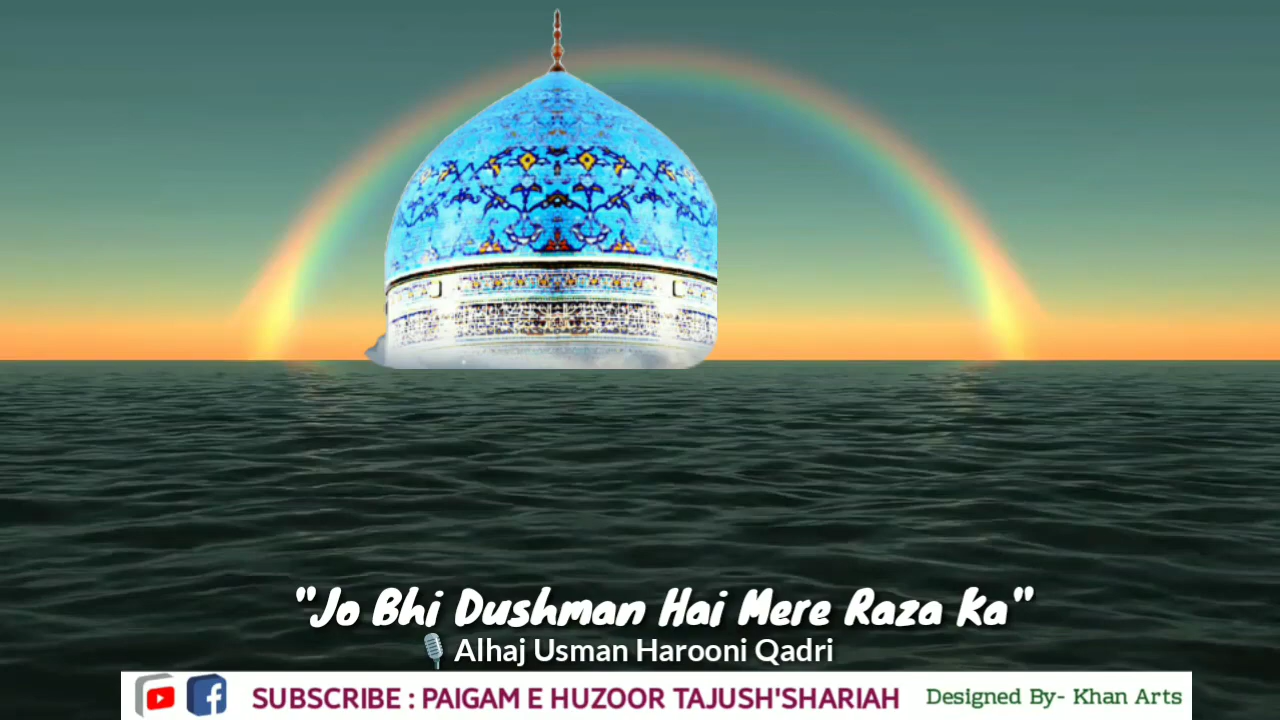 "Jo Bhi Dushman Hai Mere Raza Ka"
Alhaj Usman Harooni Qadri
SUBSCRIBE : PAIGAM E HUZOOR TAJUSH'SHARIAH Designed By- Khan Arts